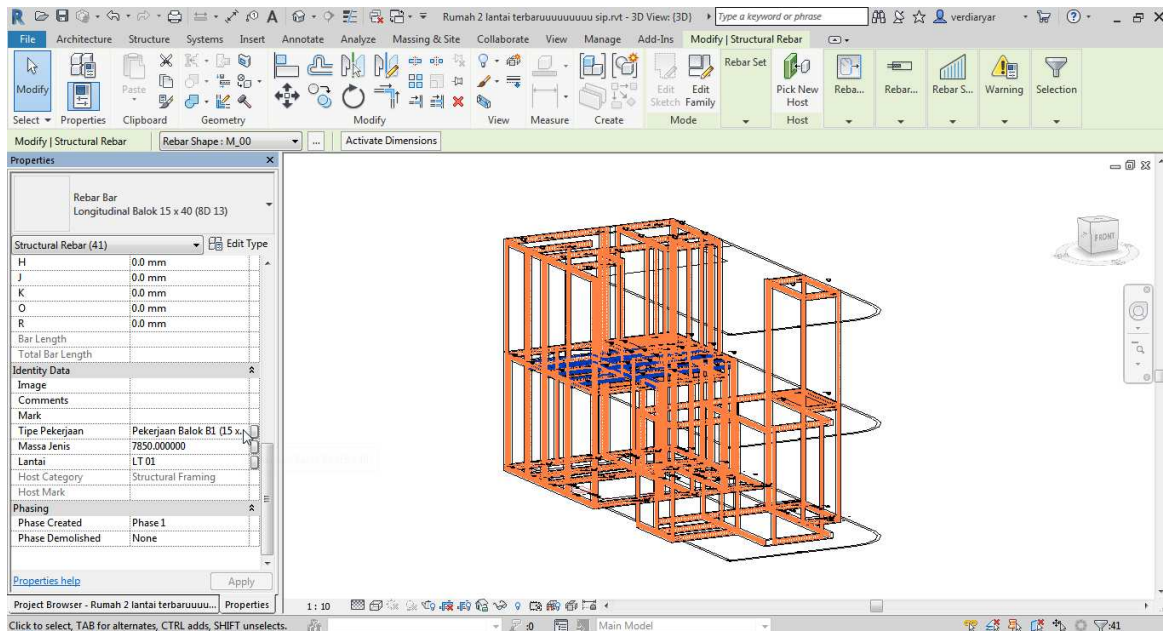 Rumah 2 lantai terbaruuuuuuuuu sip.rvt - 3D View: {3D}
Type a keyword or phrase
verdiaryar
File Architecture Structure Systems Insert Annotate Analyze Massing & Site Collaborate View Manage Add-Ins Modify | Structural Rebar
Modify
Paste
Edit Sketch
Edit Family
Rebar Set
Pick New Host
Reba...
Rebar...
Rebar S...
Warning
Selection
Select Properties Clipboard Geometry Modify View Measure Create Mode Host
Modify | Structural Rebar Rebar Shape : M_00 ... Activate Dimensions
Properties
Rebar Bar
Longitudinal Balok 15 x 40 (8D 13)
Structural Rebar (41) Edit Type
H 0.0 mm
J 0.0 mm
K 0.0 mm
O 0.0 mm
R 0.0 mm
Bar Length
Total Bar Length
Identity Data
Image
Comments
Mark
Tipe Pekerjaan Pekerjaan Balok B1 (15 x
Massa Jenis 7850.000000
Lantai LT 01
Host Category Structural Framing
Host Mark
Phasing
Phase Created Phase 1
Phase Demolished None
Properties help Apply
Project Browser - Rumah 2 lantai terbaruuuu... Properties
1 : 10
Click to select, TAB for alternates, CTRL adds, SHIFT unselects.
:0
Main Model
:41
FRONT